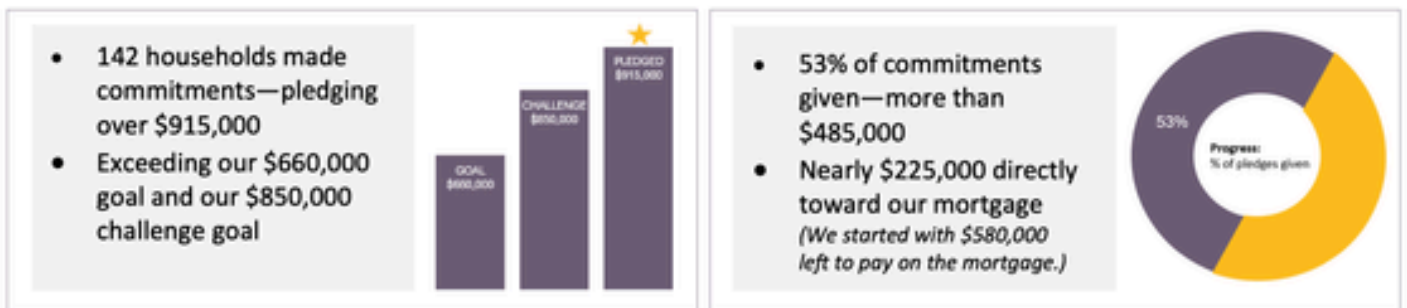 • 142 households made
commitments—pledging
over $915,000
• Exceeding our $660,000
goal and our $850,000
challenge goal
GOAL
$660,000
CHALLENGE
$850,000
PLEDGED
$915,000
• 53% of commitments
given—more than
$485,000
• Nearly $225,000 directly
toward our mortgage
(We started with $580,000
left to pay on the mortgage.)
53%
Progress:
% of pledges given